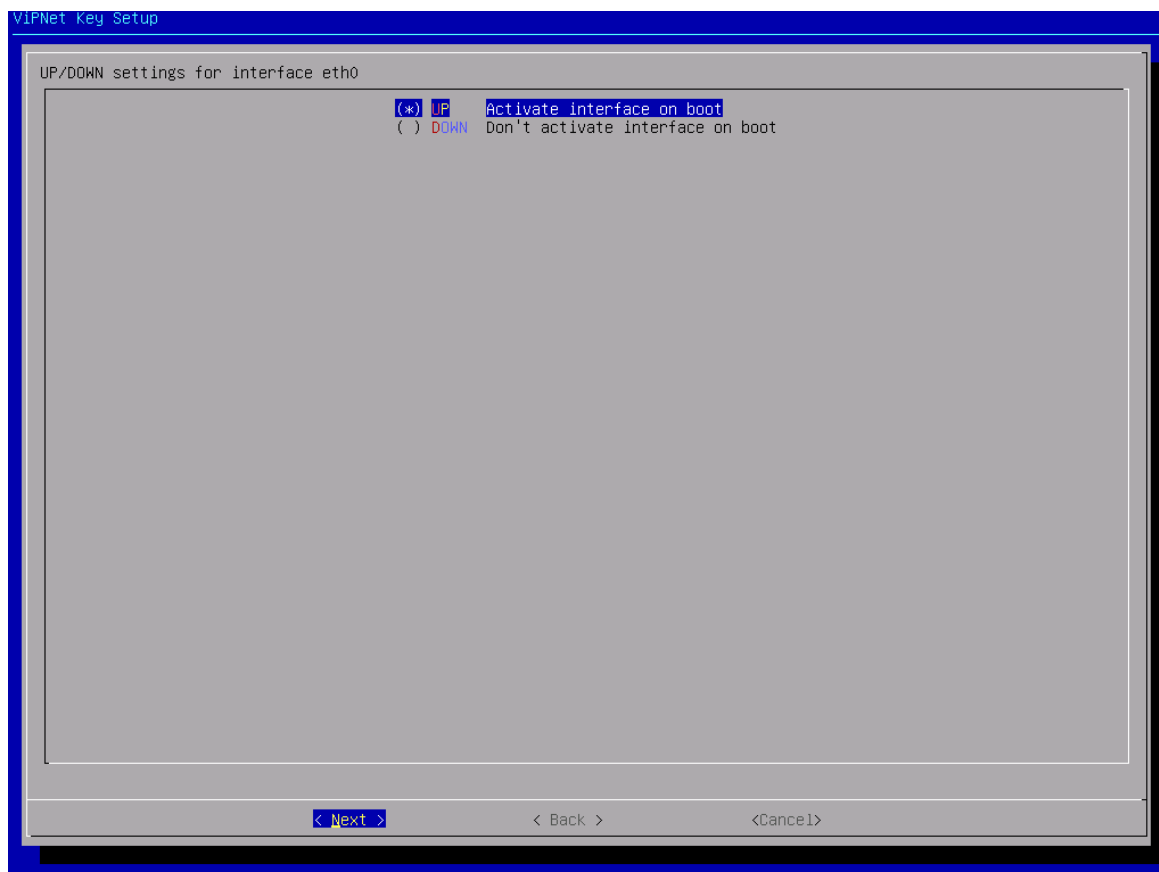 ViPNet Key Setup
UP/DOWN settings for interface eth0
(*) UP Activate interface on boot
( ) DOWN Don't activate interface on boot
< Next > < Back > <Cancel>